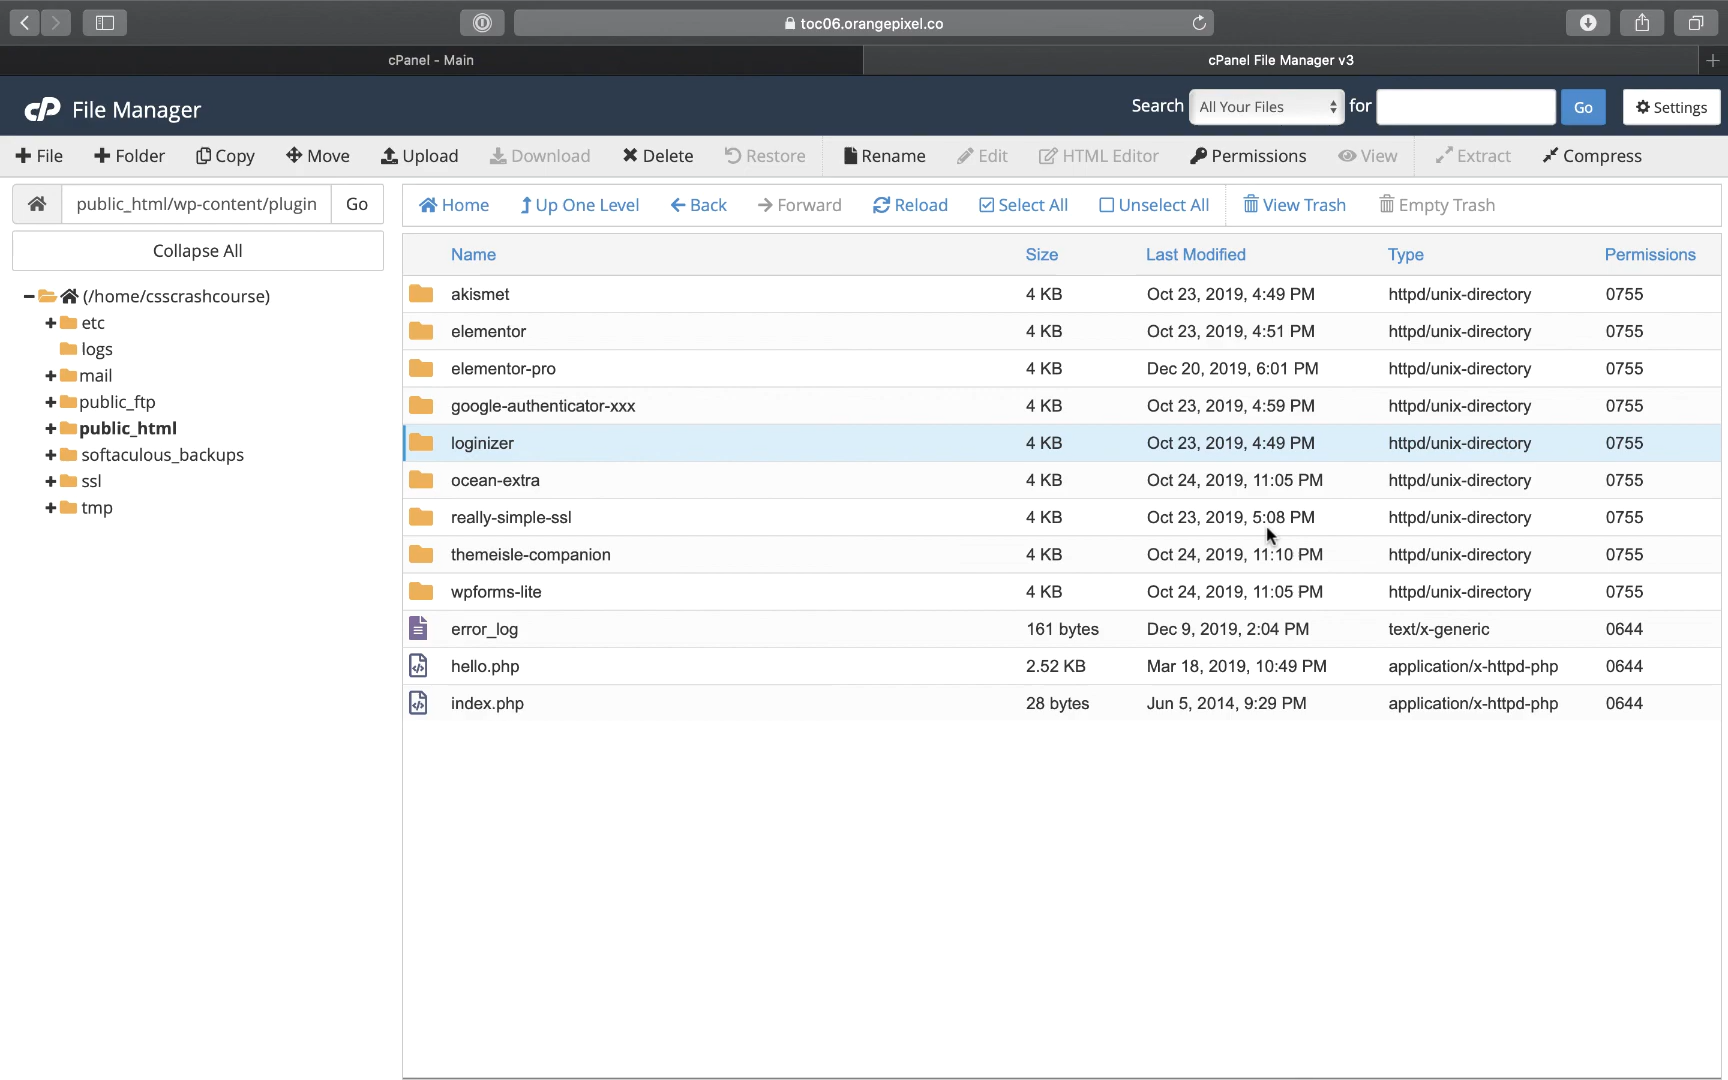 toc06.orangepixel.co
cPanel - Main
cPanel File Manager v3
cP File Manager
Search All Your Files for Go Settings
File Folder Copy Move Upload Download Delete Restore Rename Edit HTML Editor Permissions View Extract Compress
public_html/wp-content/plugin Go
Home Up One Level Back Forward Reload Select All Unselect All View Trash Empty Trash
Collapse All
(/home/csscrashcourse)
etc
logs
mail
public_ftp
public_html
softaculous_backups
ssl
tmp
Name Size Last Modified Type Permissions
akismet 4 KB Oct 23, 2019, 4:49 PM httpd/unix-directory 0755
elementor 4 KB Oct 23, 2019, 4:51 PM httpd/unix-directory 0755
elementor-pro 4 KB Dec 20, 2019, 6:01 PM httpd/unix-directory 0755
google-authenticator-xxx 4 KB Oct 23, 2019, 4:59 PM httpd/unix-directory 0755
loginizer 4 KB Oct 23, 2019, 4:49 PM httpd/unix-directory 0755
ocean-extra 4 KB Oct 24, 2019, 11:05 PM httpd/unix-directory 0755
really-simple-ssl 4 KB Oct 23, 2019, 5:08 PM httpd/unix-directory 0755
themeisle-companion 4 KB Oct 24, 2019, 11:10 PM httpd/unix-directory 0755
wpforms-lite 4 KB Oct 24, 2019, 11:05 PM httpd/unix-directory 0755
error_log 161 bytes Dec 9, 2019, 2:04 PM text/x-generic 0644
hello.php 2.52 KB Mar 18, 2019, 10:49 PM application/x-httpd-php 0644
index.php 28 bytes Jun 5, 2014, 9:29 PM application/x-httpd-php 0644